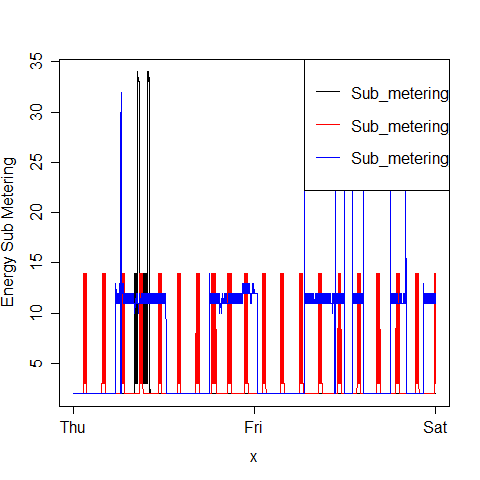 35
30
25
20
15
10
5
Energy Sub Metering
Sub_metering
Sub_metering
Sub_metering
Thu Fri Sat
x